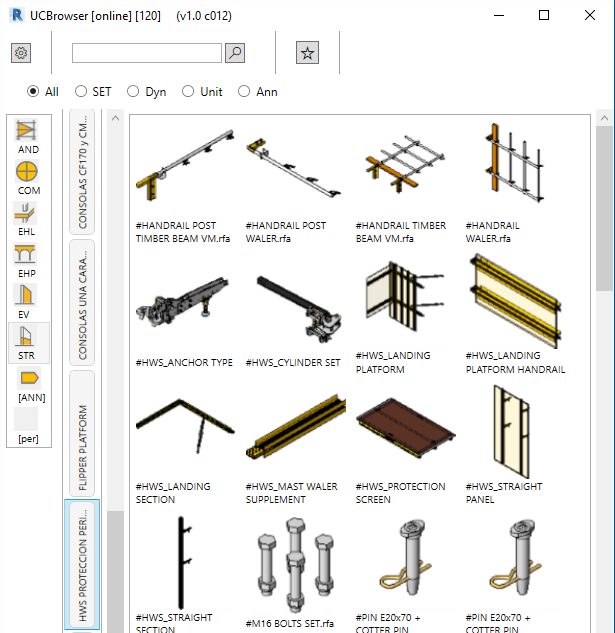 UCBrowser [online] [120] (v1.0 c012)
All SET Dyn Unit Ann
AND
COM
EHL
EHP
EV
STR
[ANN]
[per]
CONSOLAS CF170 y CM...
CONSOLAS UNA CARA...
FLIPPER PLATFORM
HWS PROTECCION PERI...
#HANDRAIL POST
TIMBER BEAM VM.rfa
#HANDRAIL POST
WALER.rfa
#HANDRAIL TIMBER
BEAM VM.rfa
#HANDRAIL
WALER.rfa
#HWS_ANCHOR TYPE
#HWS_CYLINDER SET
#HWS_LANDING
PLATFORM
#HWS_LANDING
PLATFORM HANDRAIL
#HWS_LANDING
SECTION
#HWS_MAST WALER
SUPPLEMENT
#HWS_PROTECTION
SCREEN
#HWS_STRAIGHT
PANEL
#HWS_STRAIGHT
SECTION
#M16 BOLTS SET.rfa
#PIN E20x70 +
COTTER PIN
#PIN E20x70 +
COTTER PIN